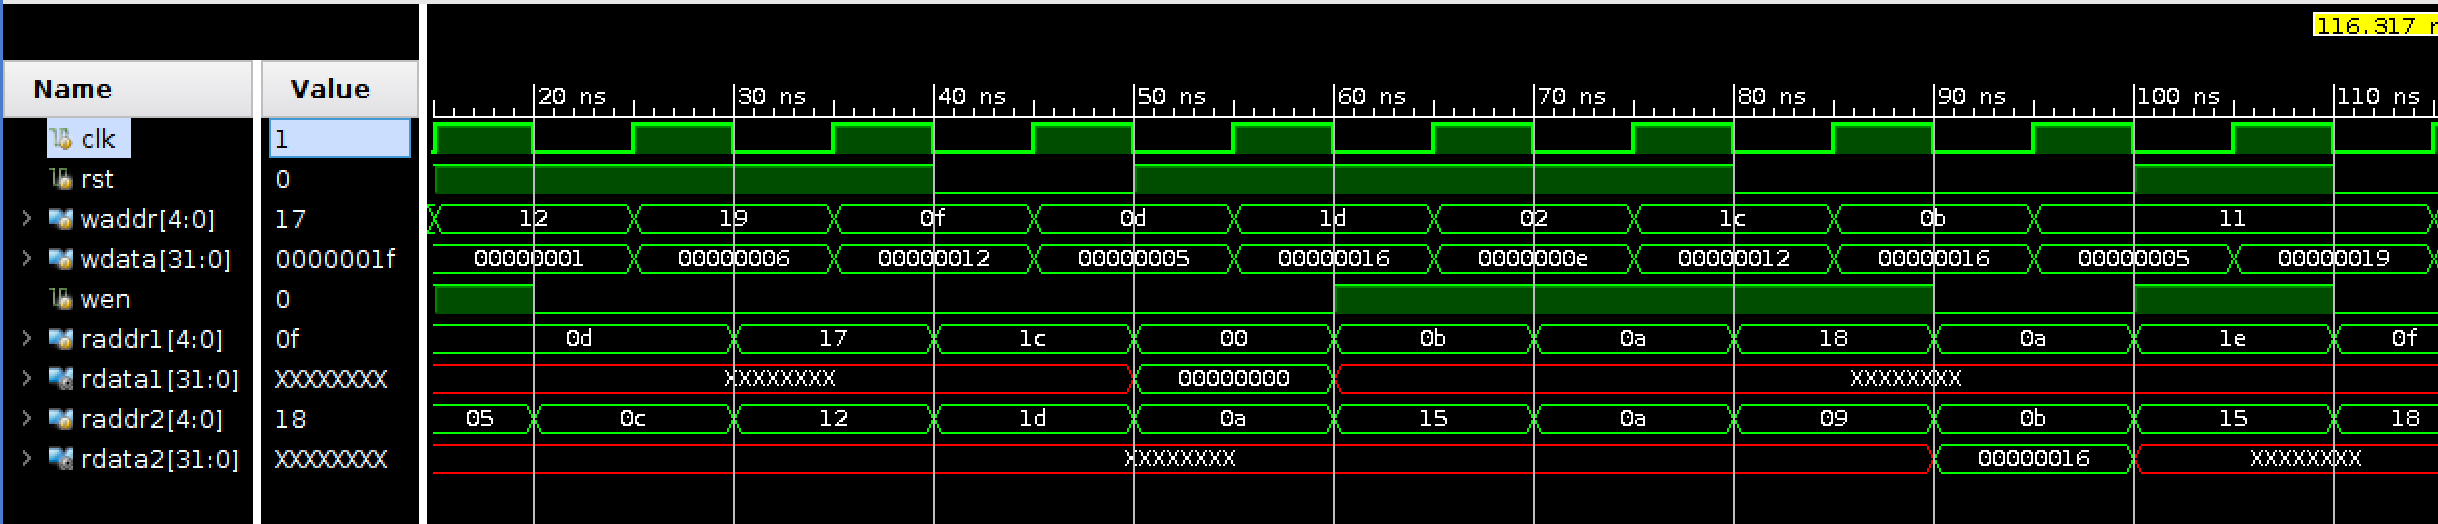 116.317 n
Name Value
20 ns 30 ns 40 ns 50 ns 60 ns 70 ns 80 ns 90 ns 100 ns 110 ns
clk 1
rst 0
waddr[4:0] 17 12 19 0f 0d 1d 02 1c 0b 11
wdata[31:0] 0000001f 00000001 00000006 00000012 00000005 00000016 0000000e 00000012 00000016 00000005 00000019
wen 0
raddr1[4:0] 0f 0d 17 1c 00 0b 0a 18 0a 1e 0f
rdata1[31:0] XXXXXXXX XXXXXXXX 00000000 XXXXXXXX
raddr2[4:0] 18 05 0c 12 1d 0a 15 0a 09 0b 15 18
rdata2[31:0] XXXXXXXX XXXXXXXX 00000016 XXXXXXXX